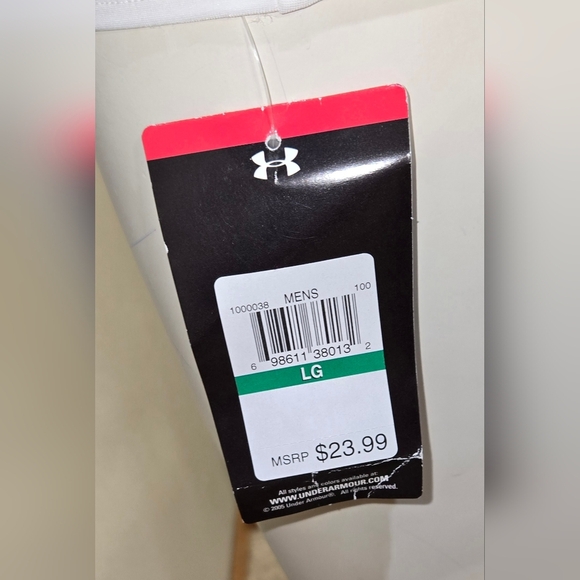 1000038 MENS 100
6 98611 38013 2
LG
MSRP $23.99
All styles and colors available at:
WWW.UNDERARMOUR.COM
© 2005 Under Armour®. All rights reserved.